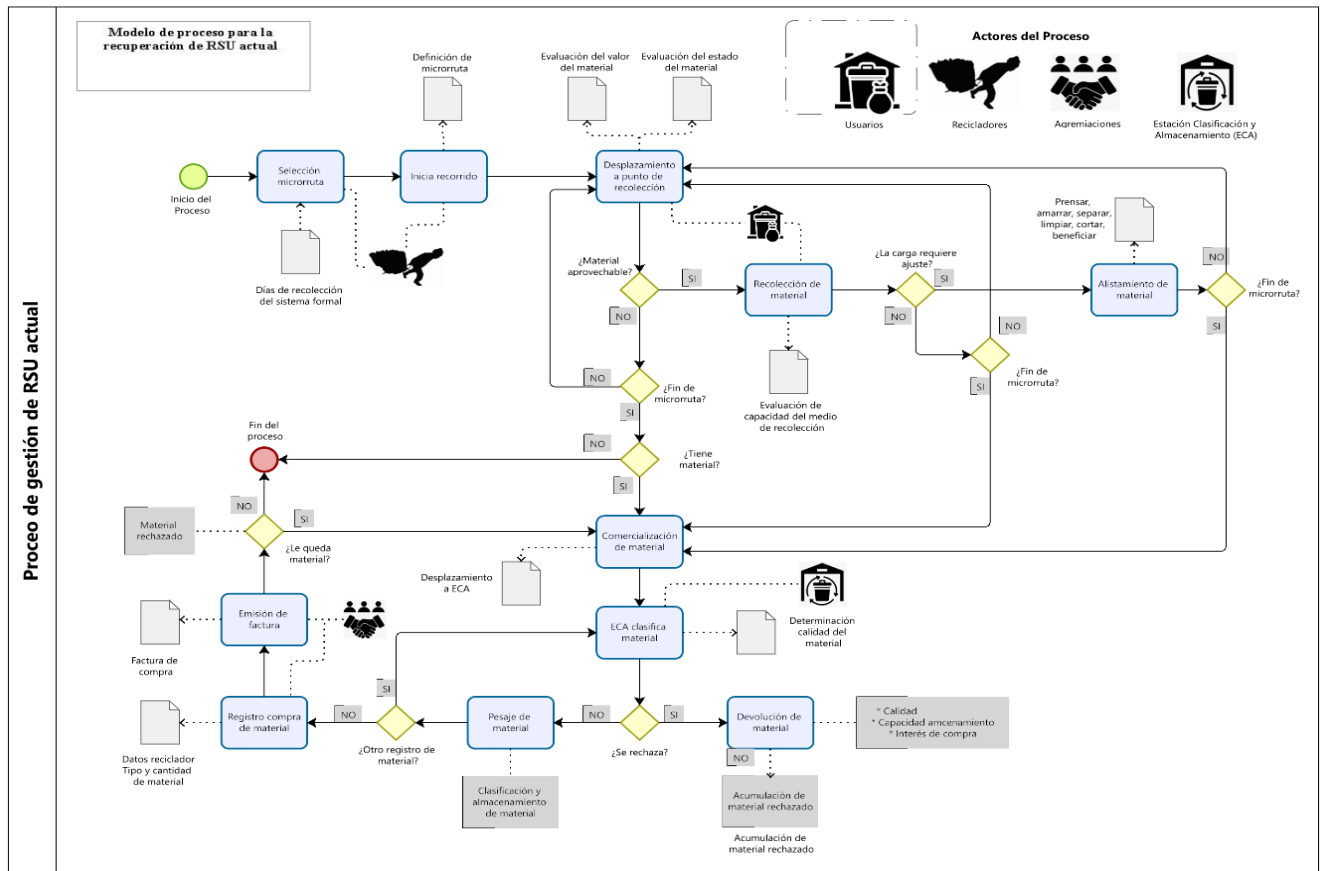 Proceo de gestión de RSU actual
Modelo de proceso para la
recuperación de RSU actual
Actores del Proceso
Usuarios
Recicladores
Agremiaciones
Estación Clasificación y
Almacenamiento (ECA)
Definición de
microrruta
Evaluación del valor
del material
Evaluación del estado
del material
Inicio del
Proceso
Selección
microrruta
Inicia recorrido
Desplazamiento
a punto de
recolección
Días de recolección
del sistema formal
Prensar,
amarrar, separar,
limpiar, cortar,
beneficiar
¿Material
aprovechable?
SI
NO
Recolección de
material
¿La carga requiere
ajuste?
SI
NO
Alistamiento de
material
NO
¿Fin de
microrruta?
SI
NO
¿Fin de
microrruta?
SI
Evaluación de
capacidad del medio
de recolección
NO
¿Fin de
microrruta?
SI
Fin del
proceso
NO
¿Tiene
material?
SI
NO
SI
Material
rechazado
¿Le queda
material?
Comercialización
de material
Desplazamiento
a ECA
Emisión de
factura
Factura de
compra
ECA clasifica
material
Determinación
calidad del
material
SI
Registro compra
de material
NO
¿Otro registro de
material?
Pesaje de
material
NO
¿Se rechaza?
SI
Devolución de
material
NO
* Calidad
* Capacidad amcenamiento
* Interés de compra
Datos reciclador
Tipo y cantidad
de material
Clasificación y
almacenamiento
de material
Acumulación de
material rechazado
Acumulación de
material rechazado